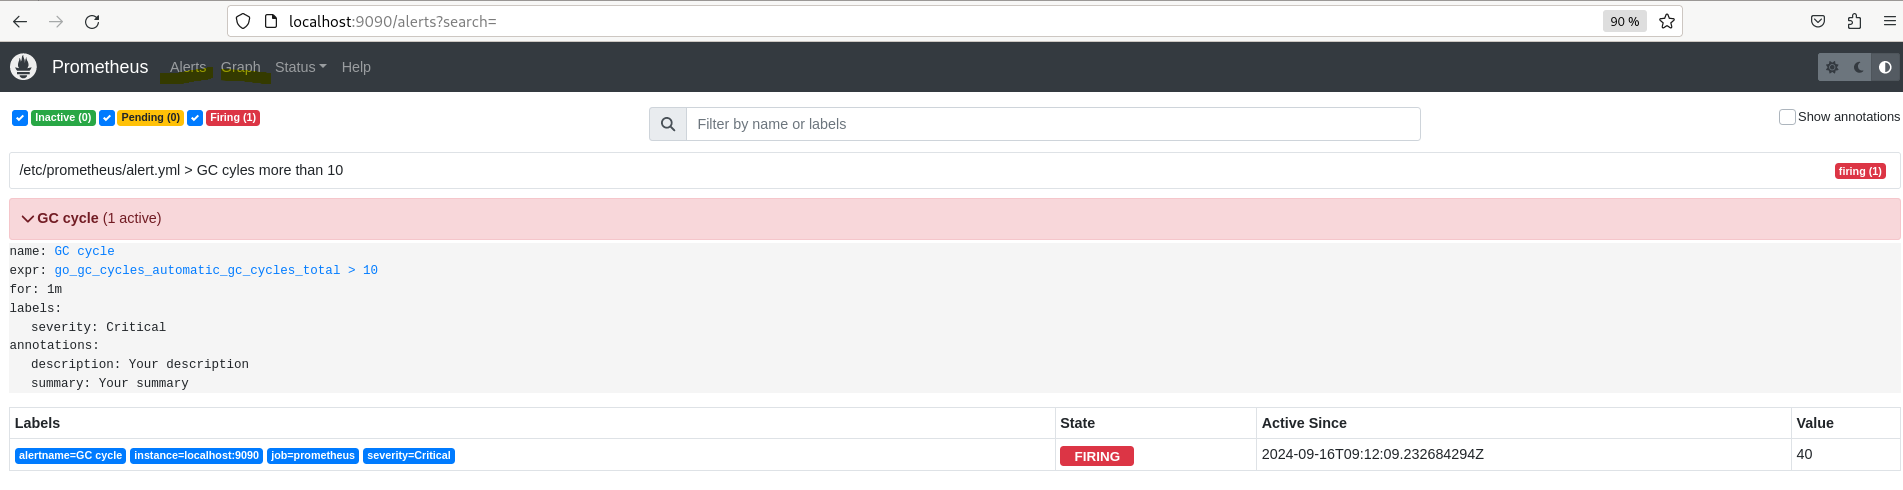 localhost:9090/alerts?search=
90 %
Prometheus Alerts Graph Status Help
Inactive (0) Pending (0) Firing (1)
Filter by name or labels
Show annotations
/etc/prometheus/alert.yml > GC cyles more than 10
firing (1)
GC cycle (1 active)
name: GC cycle
expr: go_gc_cycles_automatic_gc_cycles_total > 10
for: 1m
labels:
severity: Critical
annotations:
description: Your description
summary: Your summary
Labels State Active Since Value
alertname=GC cycle instance=localhost:9090 job=prometheus severity=Critical FIRING 2024-09-16T09:12:09.232684294Z 40